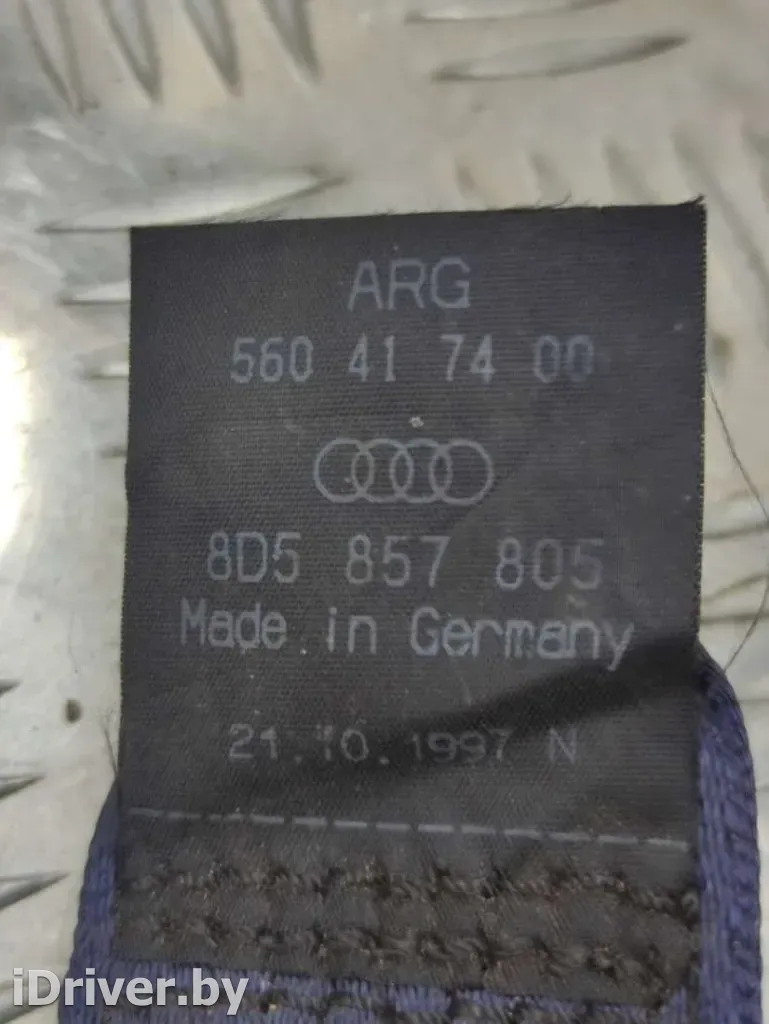 ARG
560 41 74 00
8D5 857 805
Made in Germany
21.10.1997 N
iDriver.by